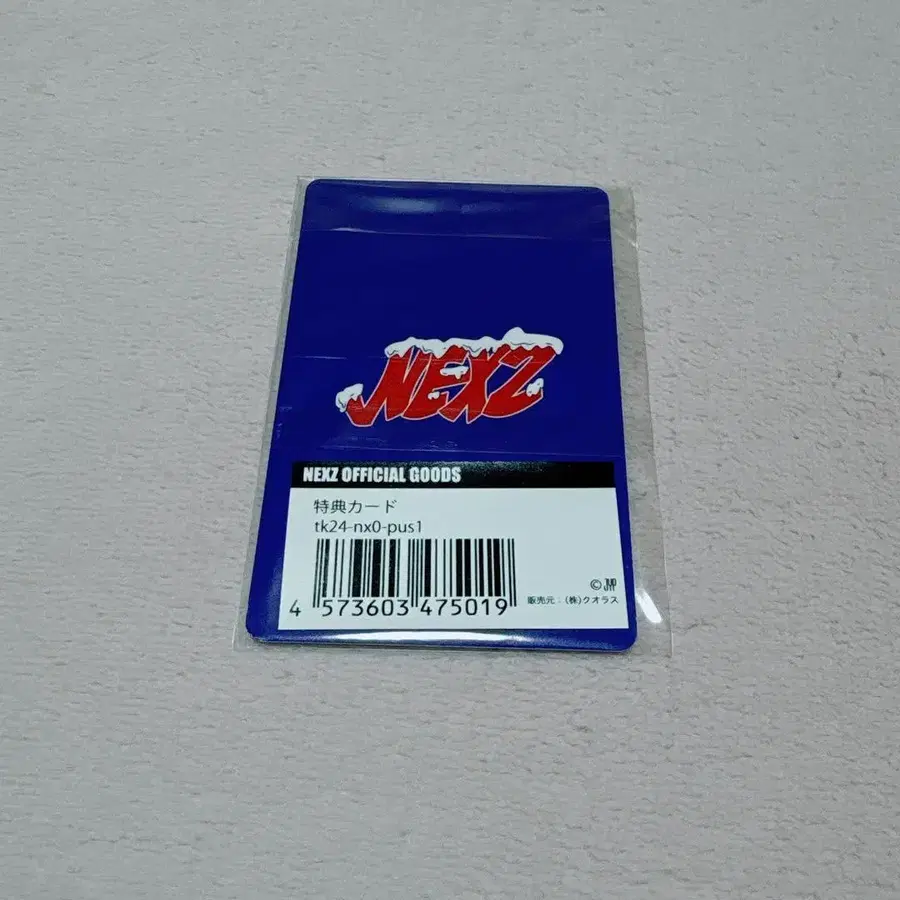 NEXZ
NEXZ OFFICIAL GOODS
特典カード
tk24-nx0-pus1
4 573603 475019
© JYP
販売元：(株)クオラス